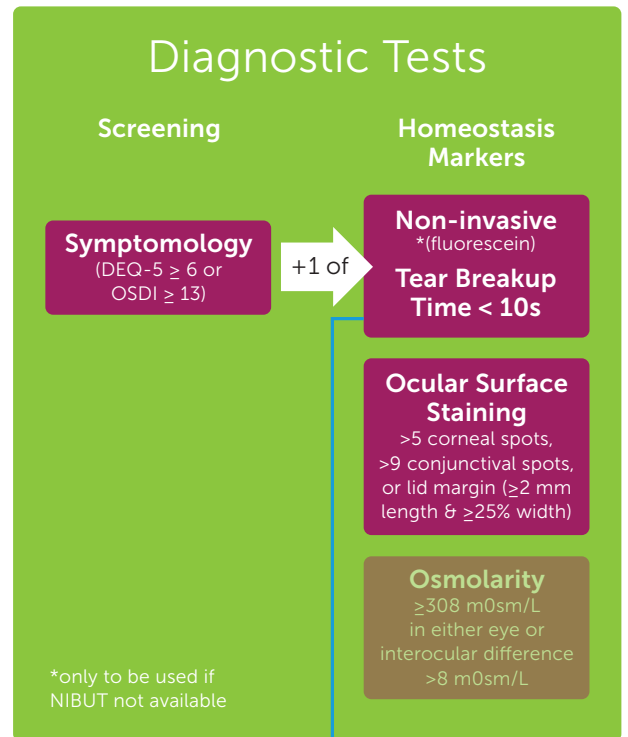 Diagnostic Tests
Screening
Homeostasis
Markers
Symptomology
(DEQ-5 ≥ 6 or
OSDI ≥ 13)
+1 of
Non-invasive
*(fluorescein)
Tear Breakup
Time < 10s
Ocular Surface
Staining
>5 corneal spots,
>9 conjunctival spots,
or lid margin (≥2 mm
length & ≥25% width)
Osmolarity
≥308 m0sm/L
in either eye or
interocular difference
>8 m0sm/L
*only to be used if
NIBUT not available